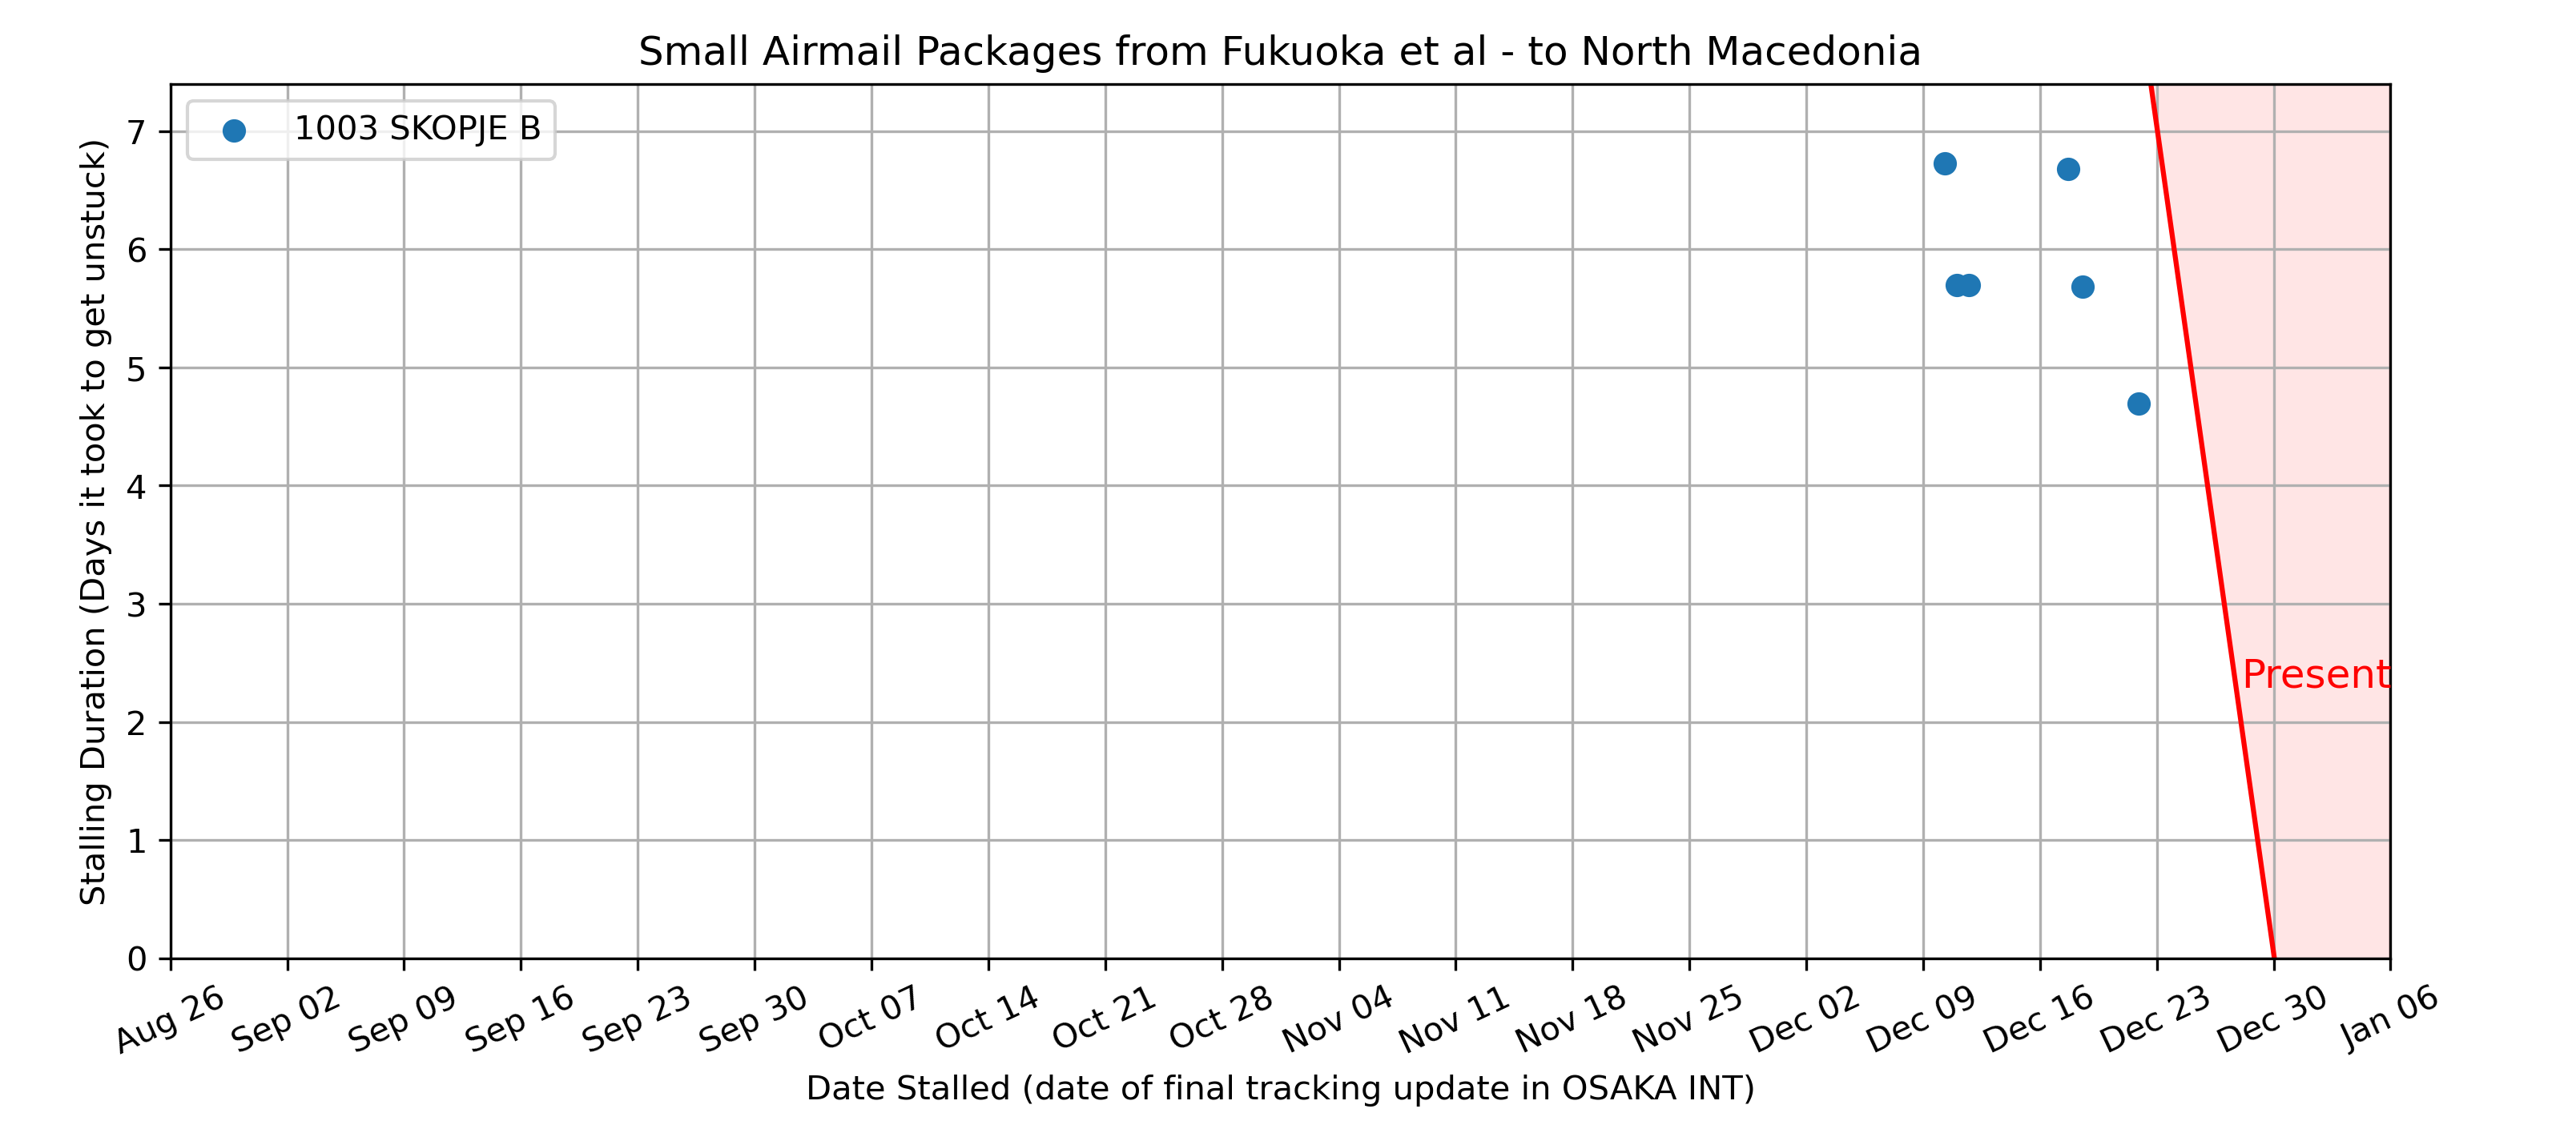 Small Airmail Packages from Fukuoka et al - to North Macedonia
1003 SKOPJE B
Stalling Duration (Days it took to get unstuck)
7
6
5
4
3
2
1
0
Present
Aug 26
Sep 02
Sep 09
Sep 16
Sep 23
Sep 30
Oct 07
Oct 14
Oct 21
Oct 28
Nov 04
Nov 11
Nov 18
Nov 25
Dec 02
Dec 09
Dec 16
Dec 23
Dec 30
Jan 06
Date Stalled (date of final tracking update in OSAKA INT)